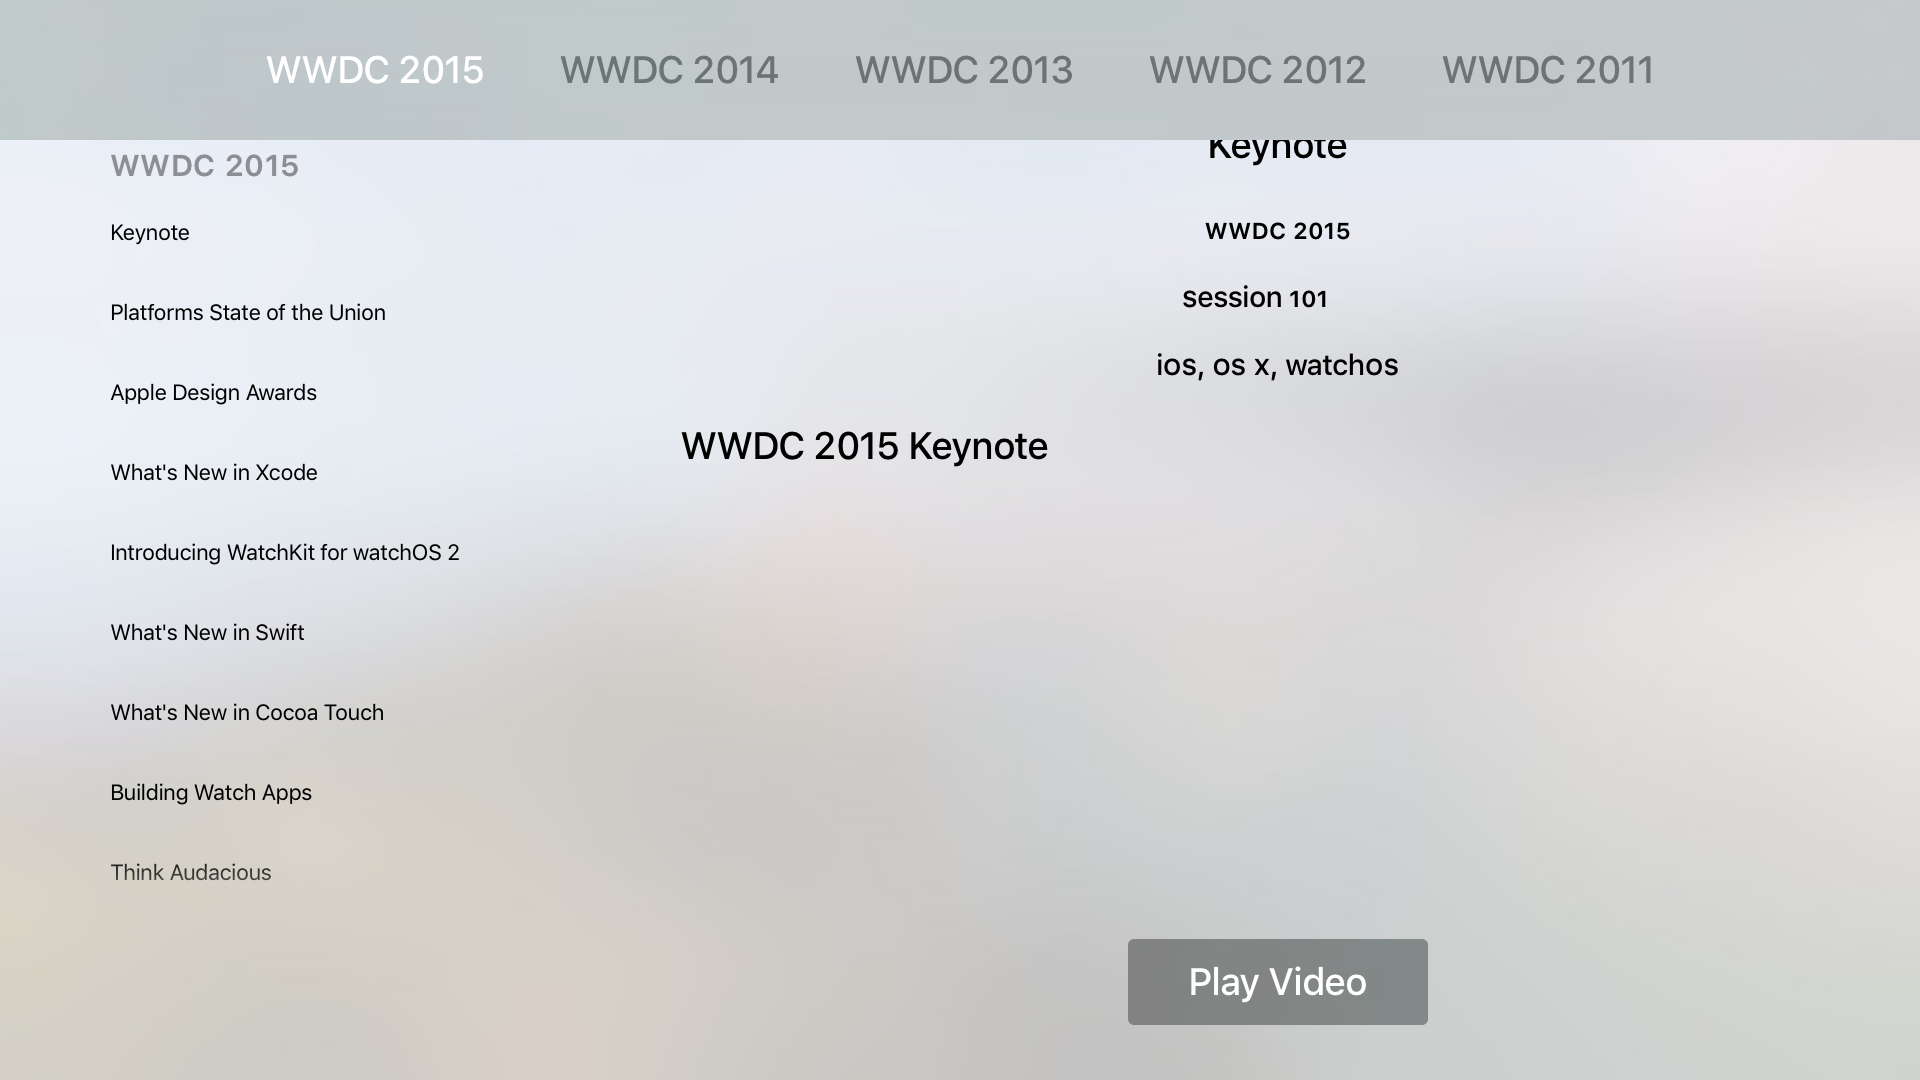 WWDC 2015 WWDC 2014 WWDC 2013 WWDC 2012 WWDC 2011
WWDC 2015
Keynote
Platforms State of the Union
Apple Design Awards
What's New in Xcode
Introducing WatchKit for watchOS 2
What's New in Swift
What's New in Cocoa Touch
Building Watch Apps
Think Audacious
Keynote
WWDC 2015
session 101
ios, os x, watchos
WWDC 2015 Keynote
Play Video